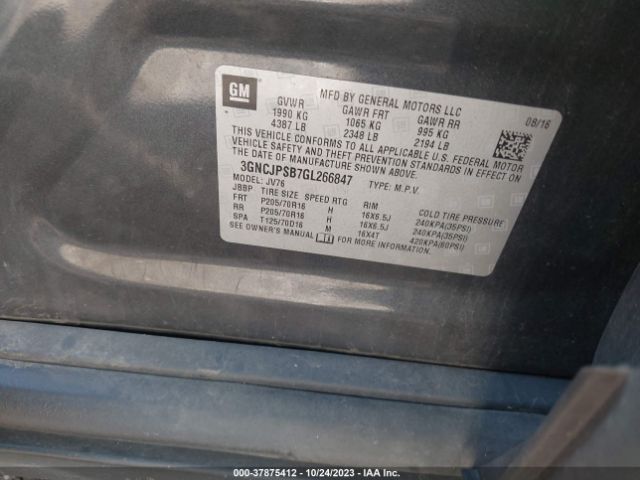 GM
MFD BY GENERAL MOTORS LLC
08/16
GVWR GAWR FRT GAWR RR
1990 KG 1065 KG 995 KG
4387 LB 2348 LB 2194 LB
THIS VEHICLE CONFORMS TO ALL APPLICABLE U.S. FEDERAL MOTOR
VEHICLE SAFETY AND THEFT PREVENTION STANDARDS IN EFFECT ON
THE DATE OF MANUFACTURE SHOWN ABOVE.
3GNCJPSB7GL266847 TYPE: M.P.V.
MODEL: JV76
JBBP TIRE SIZE SPEED RTG RIM COLD TIRE PRESSURE
FRT P205/70R16 H 16X6.5J 240KPA(35PSI)
RR P205/70R16 H 16X6.5J 240KPA(35PSI)
SPA T125/70D16 M 16X4T 420KPA(60PSI)
SEE OWNER'S MANUAL FOR MORE INFORMATION.
000-37875412 - 10/24/2023 - IAA Inc.